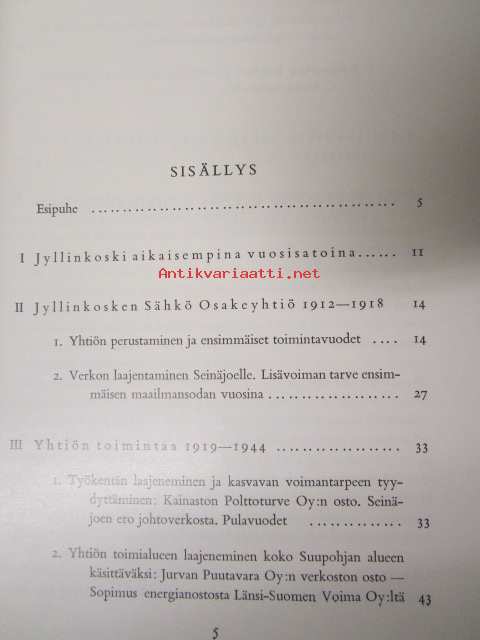 SISÄLLYS
Esipuhe 5
I Jyllinkoski aikaisempina vuosisatoina 11
Antikvariaatti.net
II Jyllinkosken Sähkö Osakeyhtiö 1912—1918 14
1. Yhtiön perustaminen ja ensimmäiset toimintavuodet 14
2. Verkon laajentaminen Seinäjoelle. Lisävoiman tarve ensim-
mäisen maailmansodan vuosina 27
III Yhtiön toimintaa 1919—1944 33
1. Työkentän laajeneminen ja kasvavan voimantarpeen tyy-
dyttäminen: Kainaston Polttoturve Oy:n osto. Seinä-
joen ero johtoverkosta. Pulavuodet 33
2. Yhtiön toimialueen laajeneminen koko Suupohjan alueen
käsittäväksi: Jurvan Puutavara Oy:n verkoston osto —
Sopimus energianostosta Länsi-Suomen Voima Oy:ltä 43
5